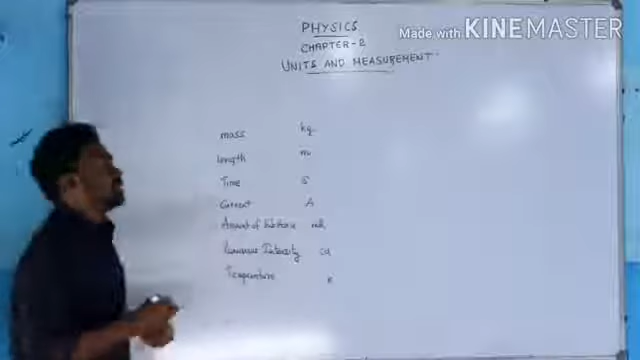 PHYSICS
Made with KINEMASTER
CHAPTER-2
UNITS AND MEASUREMENT
mass kg
length m
Time S
Current A
Amount of Substance mol
Luminous Intensity cd
Temperature K